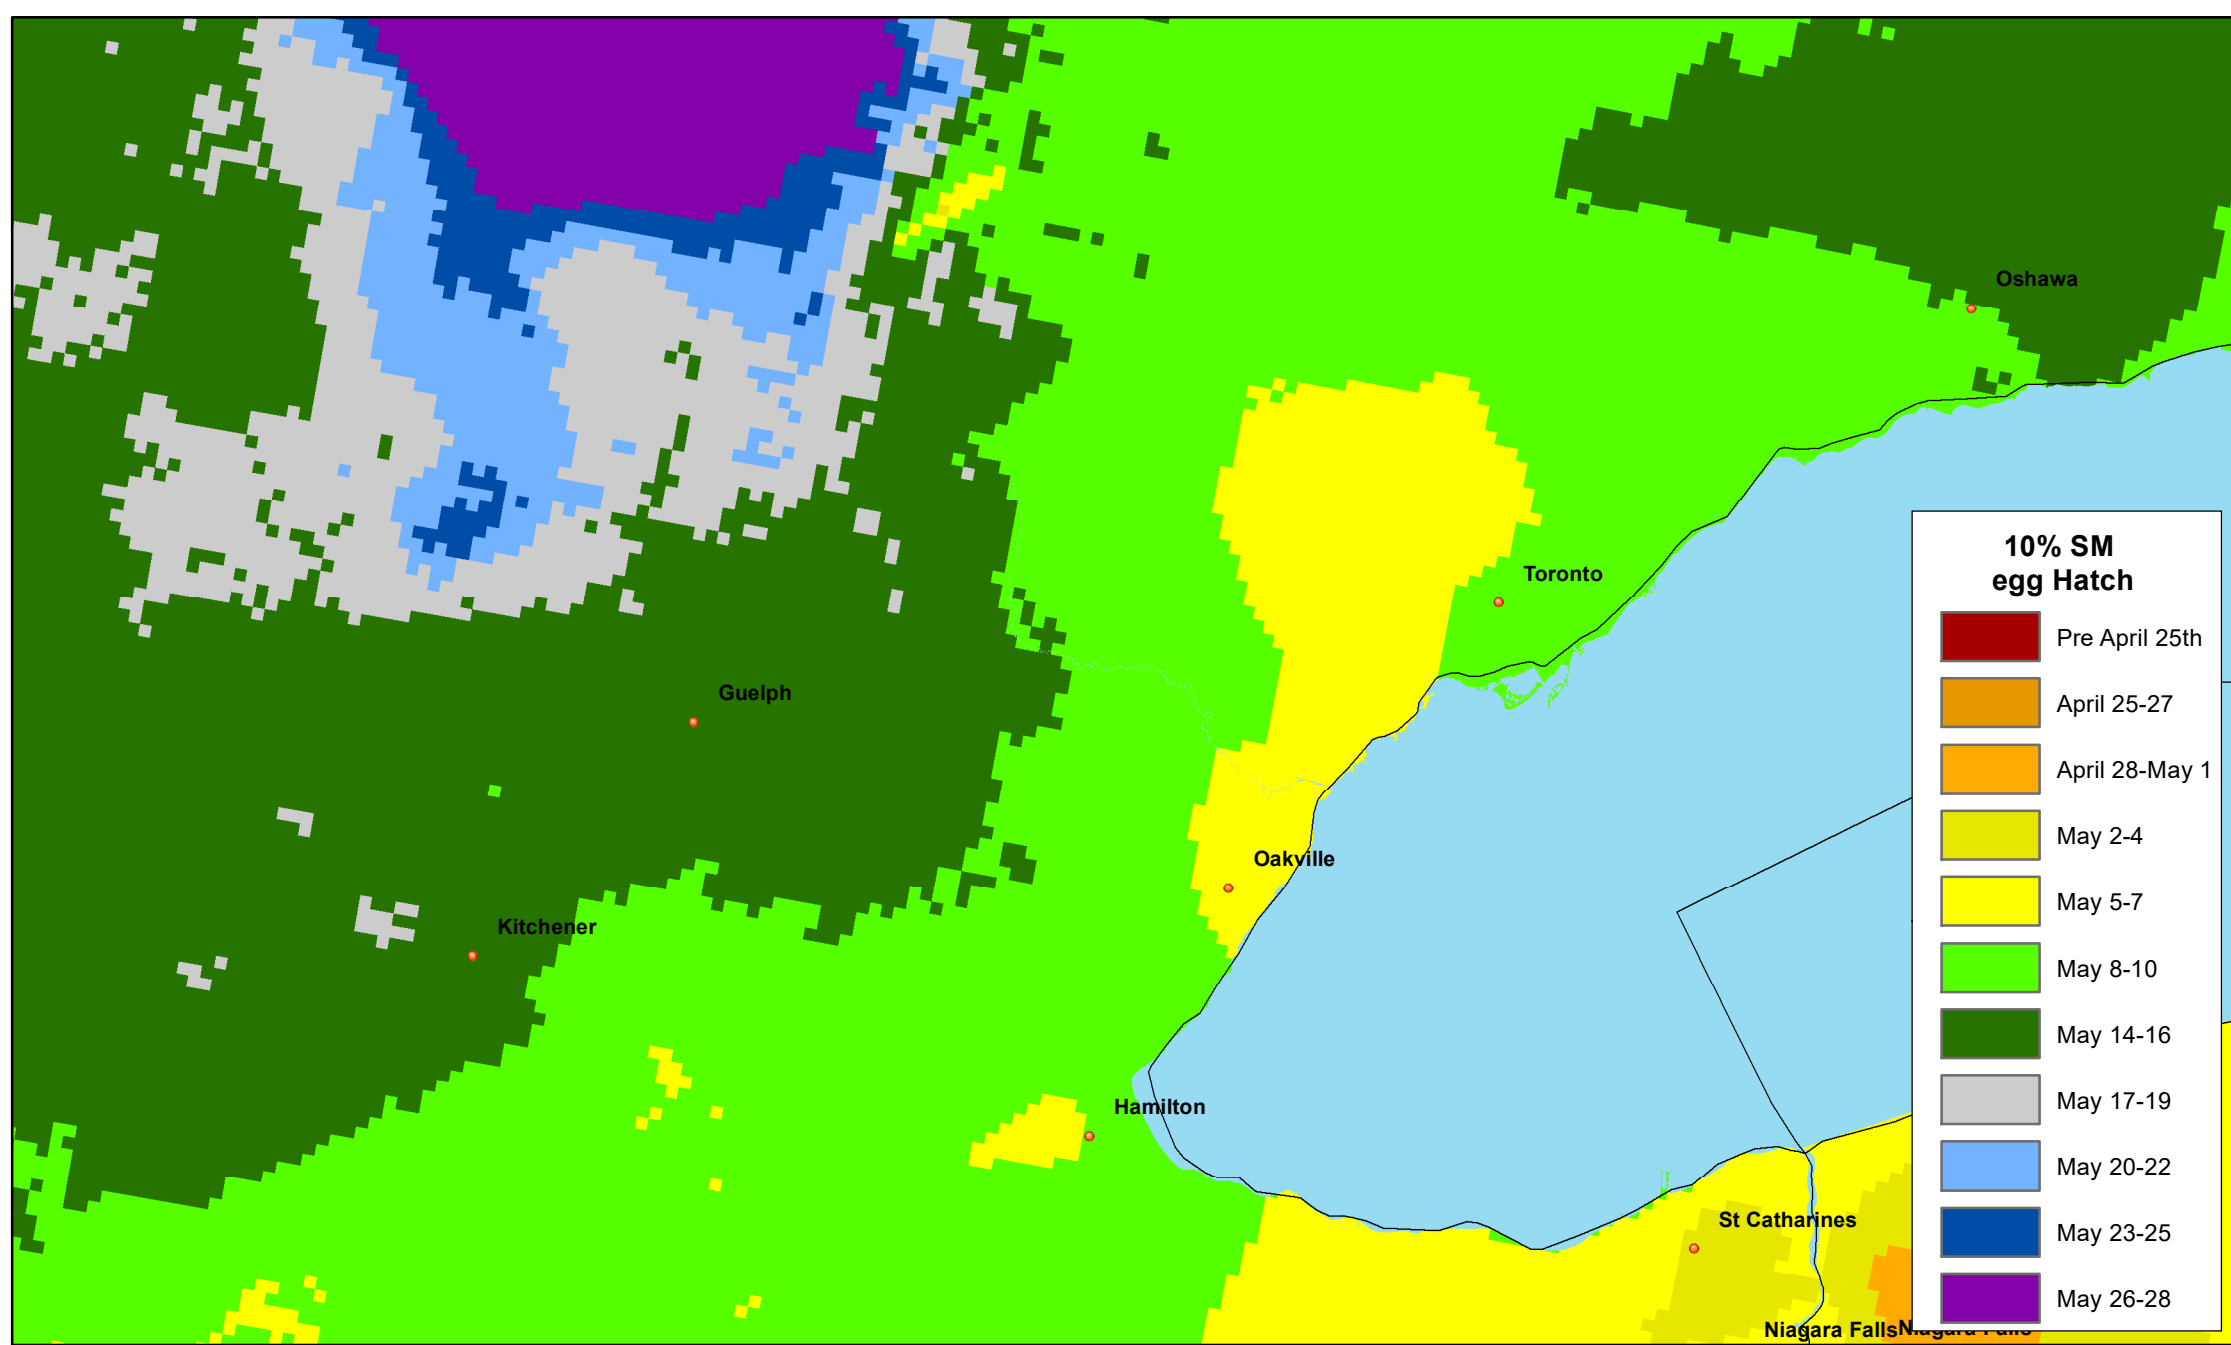 Oshawa
10% SM
egg Hatch
Toronto
Pre April 25th
Guelph
April 25-27
April 28-May 1
May 2-4
Oakville
May 5-7
Kitchener
May 8-10
May 14-16
Hamilton
May 17-19
May 20-22
St Catharines
May 23-25
May 26-28
Niagara Falls
Niagara Falls